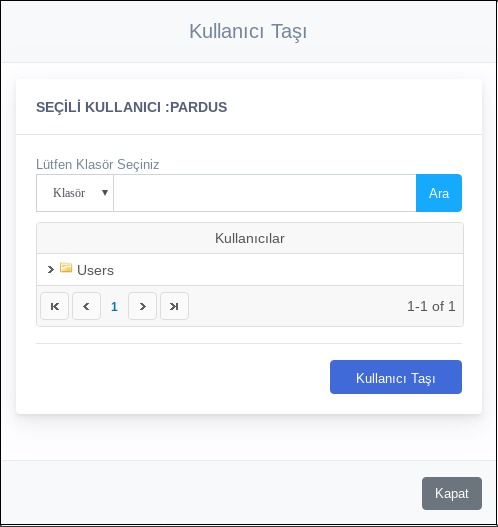 Kullanıcı Taşı
SEÇİLİ KULLANICI :PARDUS
Lütfen Klasör Seçiniz
Klasör
Ara
Kullanıcılar
Users
1
1-1 of 1
Kullanıcı Taşı
Kapat